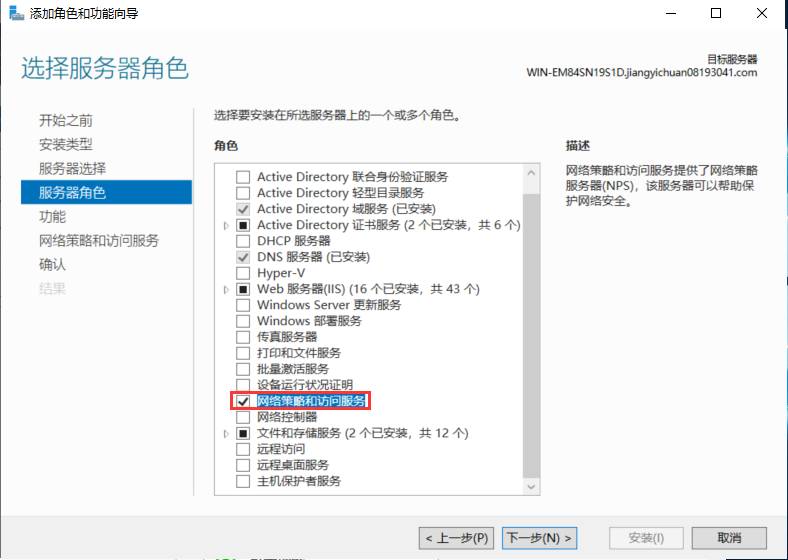 添加角色和功能向导
选择服务器角色
目标服务器
WIN-EM84SN19S1D.jiangyichuan08193041.com
开始之前
安装类型
服务器选择
服务器角色
功能
网络策略和访问服务
确认
结果
选择要安装在所选服务器上的一个或多个角色。
角色
Active Directory 联合身份验证服务
Active Directory 轻型目录服务
Active Directory 域服务 (已安装)
Active Directory 证书服务 (2 个已安装，共 6 个)
DHCP 服务器
DNS 服务器 (已安装)
Hyper-V
Web 服务器(IIS) (16 个已安装，共 43 个)
Windows Server 更新服务
Windows 部署服务
传真服务器
打印和文件服务
批量激活服务
设备运行状况证明
网络策略和访问服务
网络控制器
文件和存储服务 (2 个已安装，共 12 个)
远程访问
远程桌面服务
主机保护者服务
描述
网络策略和访问服务提供了网络策略
服务器(NPS)，该服务器可以帮助保
护网络安全。
< 上一步(P)
下一步(N) >
安装(I)
取消